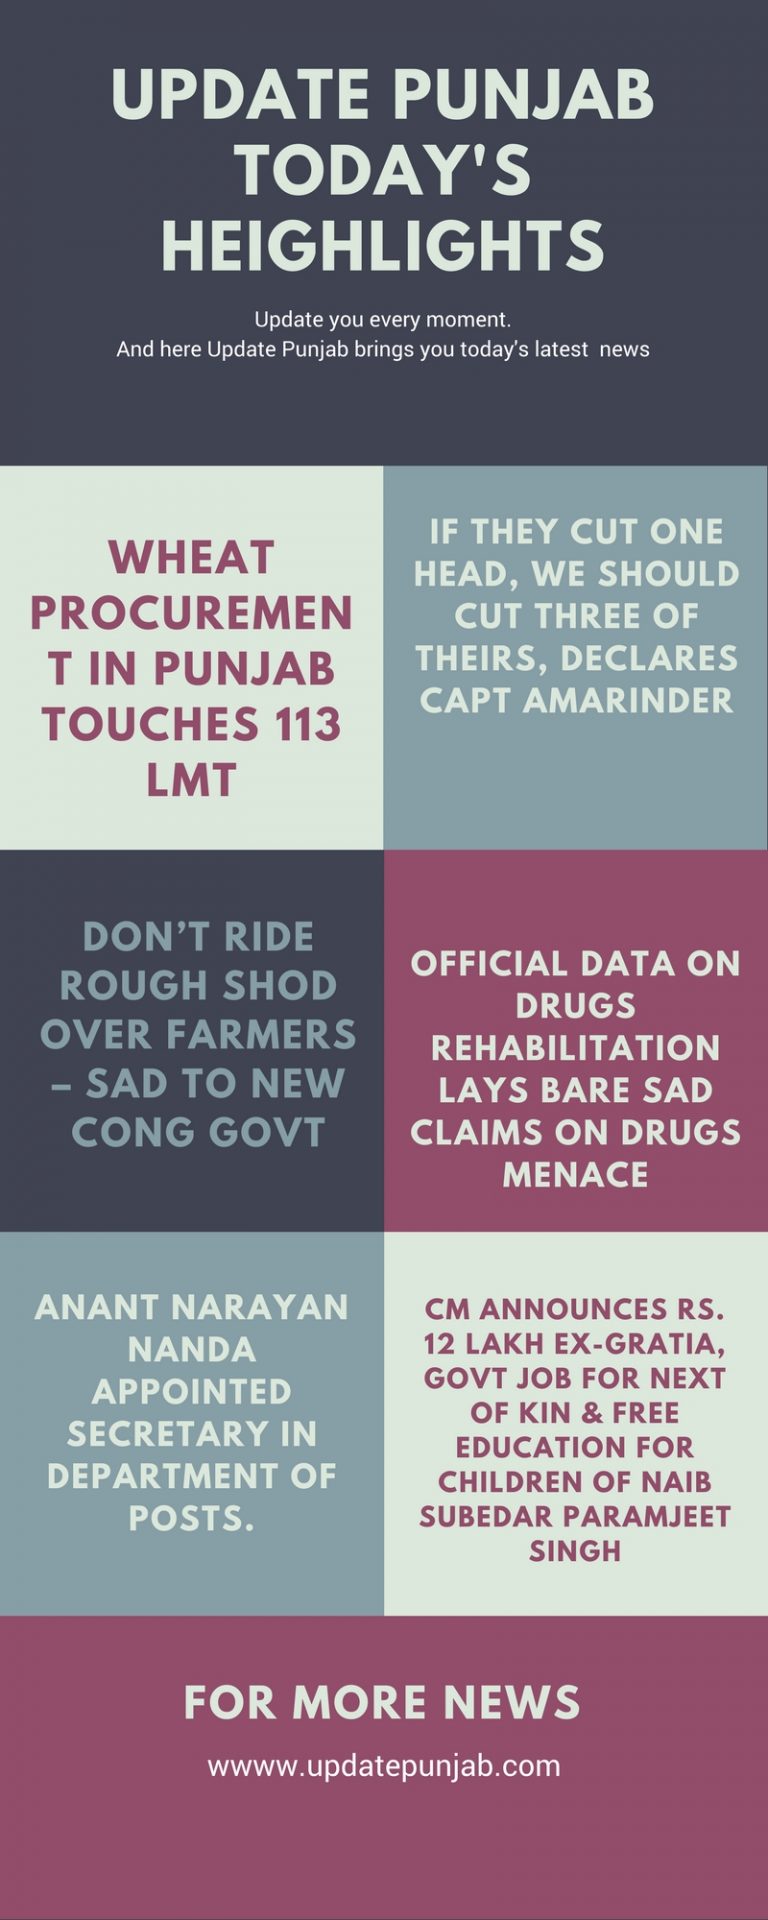 UPDATE PUNJAB
TODAY'S
HEIGHLIGHTS
Update you every moment.
And here Update Punjab brings you today's latest  news
WHEAT
PROCUREMEN
T IN PUNJAB
TOUCHES 113
LMT
IF THEY CUT ONE
HEAD, WE SHOULD
CUT THREE OF
THEIRS, DECLARES
CAPT AMARINDER
DON’T RIDE
ROUGH SHOD
OVER FARMERS
– SAD TO NEW
CONG GOVT
OFFICIAL DATA ON
DRUGS
REHABILITATION
LAYS BARE SAD
CLAIMS ON DRUGS
MENACE
ANANT NARAYAN
NANDA
APPOINTED
SECRETARY IN
DEPARTMENT OF
POSTS.
CM ANNOUNCES RS.
12 LAKH EX-GRATIA,
GOVT JOB FOR NEXT
OF KIN & FREE
EDUCATION FOR
CHILDREN OF NAIB
SUBEDAR PARAMJEET
SINGH
FOR MORE NEWS
wwww.updatepunjab.com